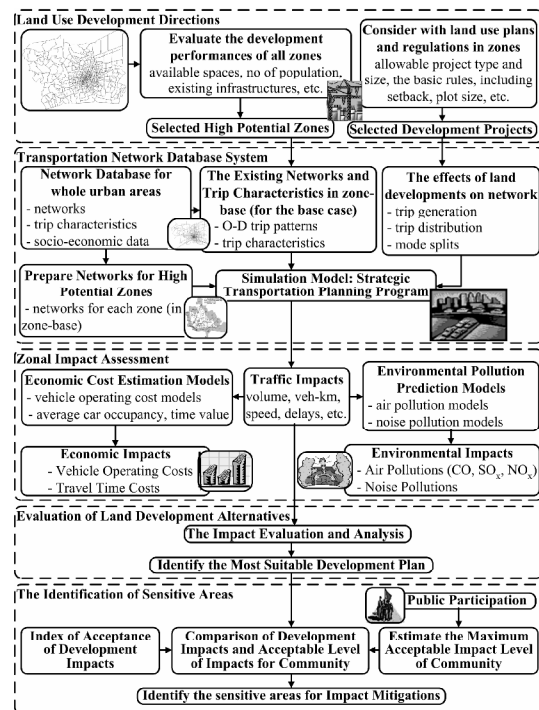 Land Use Development Directions
Evaluate the development
performances of all zones
available spaces, no of population,
existing infrastructures, etc.
Consider with land use plans
and regulations in zones
allowable project type and
size, the basic rules, including
setback, plot size, etc.
Selected High Potential Zones
Selected Development Projects
Transportation Network Database System
Network Database for
whole urban areas
- networks
- trip characteristics
- socio-economic data
The Existing Networks and
Trip Characteristics in zone-
base (for the base case)
- O-D trip patterns
- trip characteristics
The effects of land
developments on network
- trip generation
- trip distribution
- mode splits
Prepare Networks for High
Potential Zones
- networks for each zone (in
zone-base)
Simulation Model: Strategic
Transportation Planning Program
Zonal Impact Assessment
Economic Cost Estimation Models
- vehicle operating cost models
- average car occupancy, time value
Traffic Impacts
volume, veh-km,
speed, delays, etc.
Environmental Pollution
Prediction Models
- air pollution models
- noise pollution models
Economic Impacts
- Vehicle Operating Costs
- Travel Time Costs
Environmental Impacts
- Air Pollutions (CO, SOx, NOx)
- Noise Pollutions
Evaluation of Land Development Alternatives
The Impact Evaluation and Analysis
Identify the Most Suitable Development Plan
The Identification of Sensitive Areas
Public Participation
Index of Acceptance
of Development
Impacts
Comparison of Development
Impacts and Acceptable Level
of Impacts for Community
Estimate the Maximum
Acceptable Impact Level
of Community
Identify the sensitive areas for Impact Mitigations